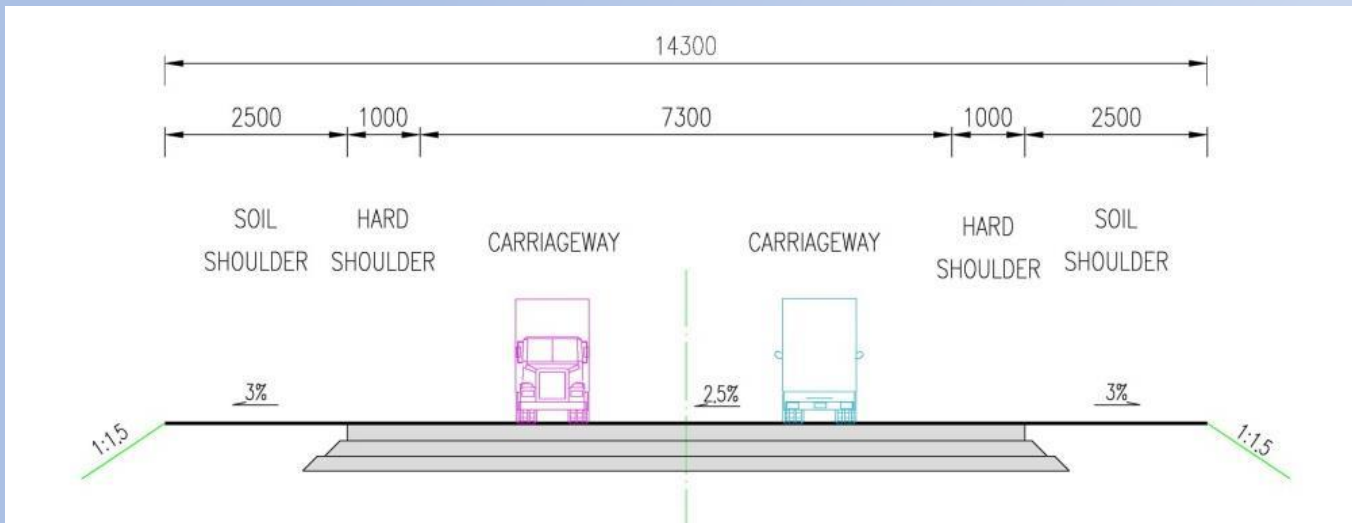 14300
2500 1000 7300 1000 2500
SOIL
SHOULDER
HARD
SHOULDER
CARRIAGEWAY
CARRIAGEWAY
HARD
SHOULDER
SOIL
SHOULDER
3% 2.5% 3%
1:1.5 1:1.5